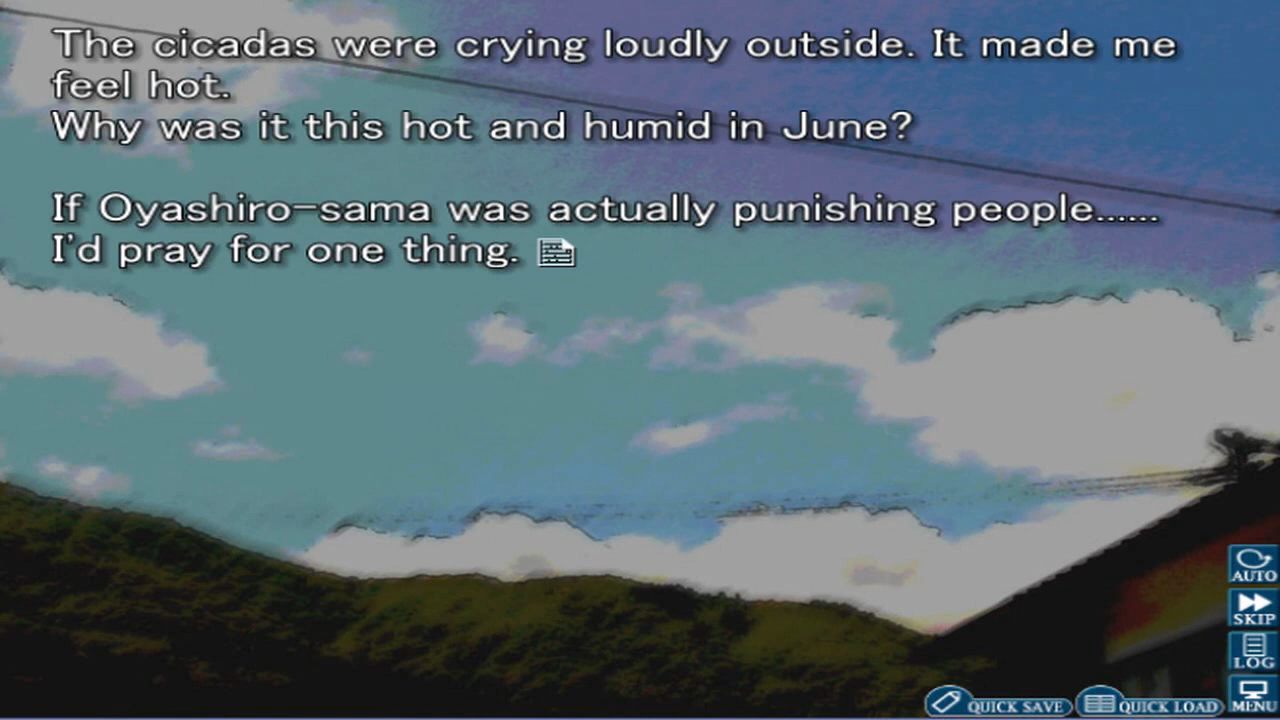 The cicadas were crying loudly outside. It made me
feel hot.
Why was it this hot and humid in June?
If Oyashiro-sama was actually punishing people......
I'd pray for one thing.
AUTO
SKIP
LOG
MENU
QUICK SAVE
QUICK LOAD